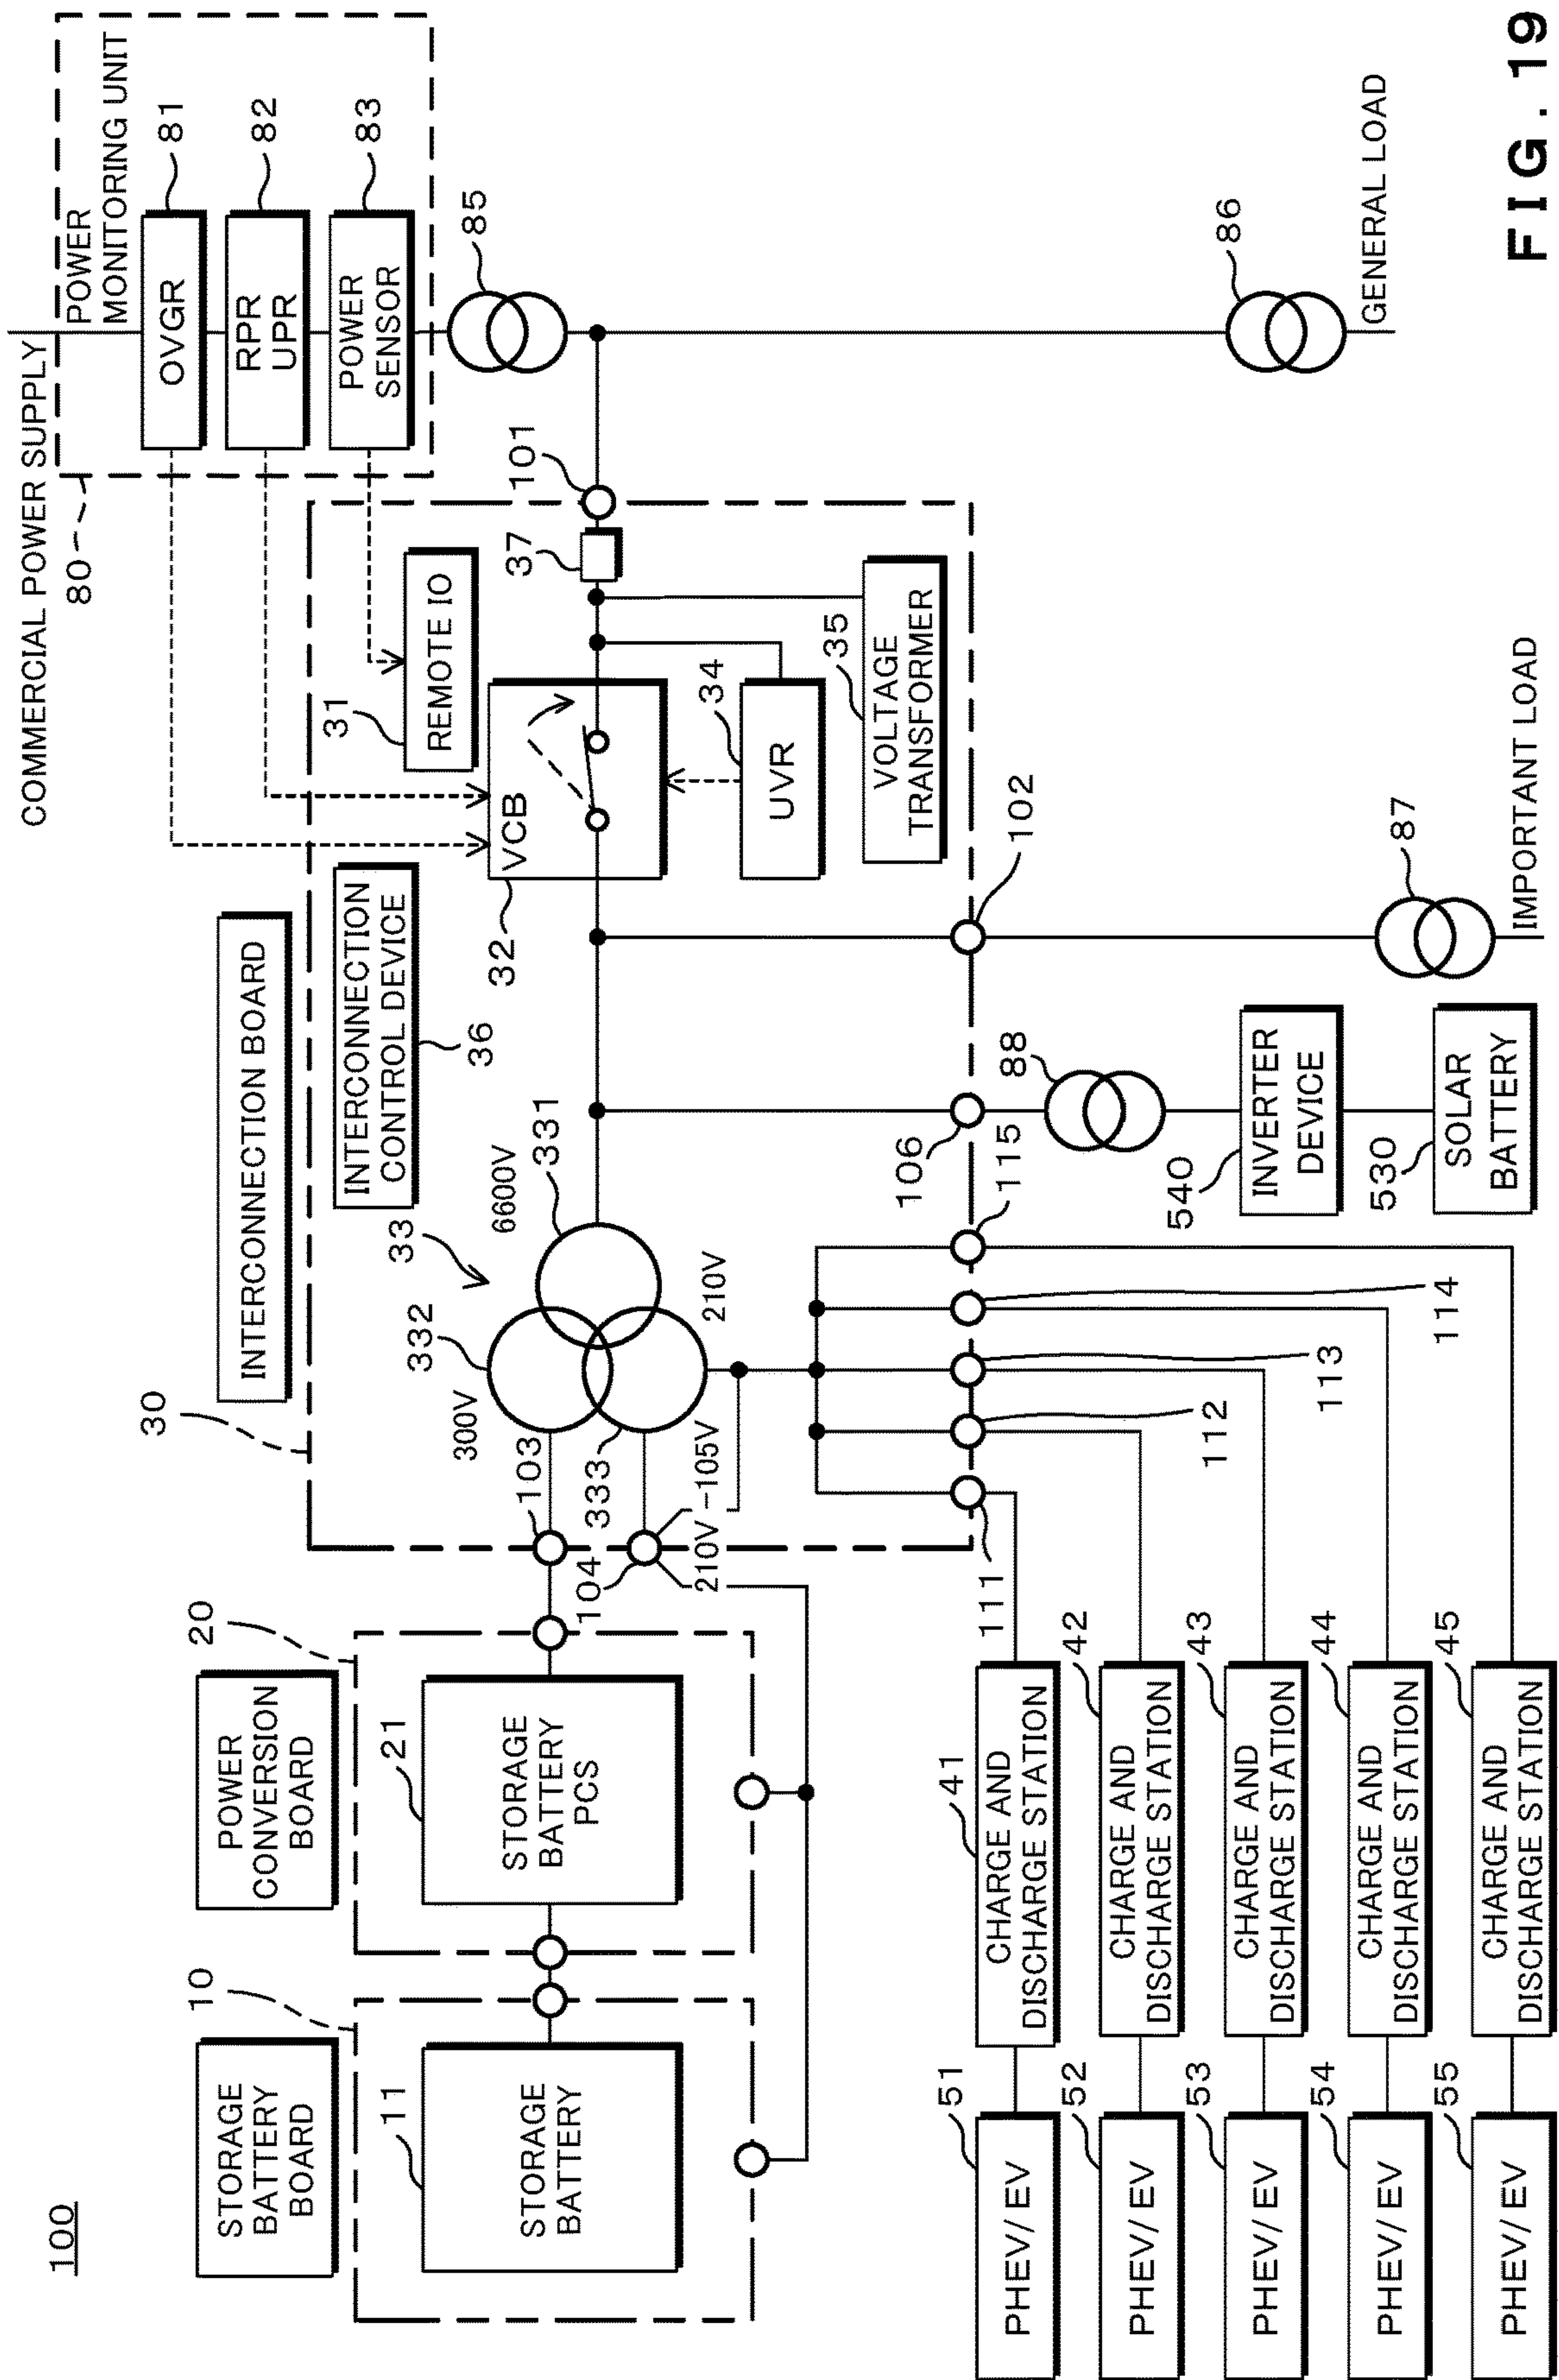 100
COMMERCIAL POWER SUPPLY
80
POWER
MONITORING UNIT
OVGR
81
RPR
UPR
82
POWER
SENSOR
83
85
86
GENERAL LOAD
30
INTERCONNECTION BOARD
INTERCONNECTION
CONTROL DEVICE
36
31
REMOTE IO
101
37
VCB
32
34
UVR
35
VOLTAGE
TRANSFORMER
102
87
IMPORTANT LOAD
33
6600V
331
332
300V
103
333
210V
104
210V
-105V
106
88
540
INVERTER
DEVICE
530
SOLAR
BATTERY
115
114
113
112
111
111
STORAGE
BATTERY
BOARD
10
11
STORAGE
BATTERY
POWER
CONVERSION
BOARD
20
21
STORAGE
BATTERY
PCS
51
PHEV/EV
41
CHARGE AND
DISCHARGE STATION
52
PHEV/EV
42
CHARGE AND
DISCHARGE STATION
53
PHEV/EV
43
CHARGE AND
DISCHARGE STATION
54
PHEV/EV
44
CHARGE AND
DISCHARGE STATION
55
PHEV/EV
45
CHARGE AND
DISCHARGE STATION
FIG. 19